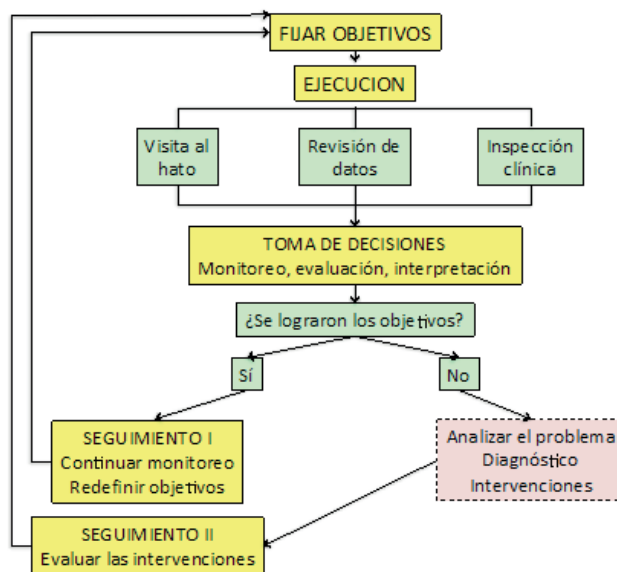 FIJAR OBJETIVOS
EJECUCION
Visita al
hato
Revisión de
datos
Inspección
clínica
TOMA DE DECISIONES
Monitoreo, evaluación, interpretación
¿Se lograron los objetivos?
Sí
No
SEGUIMIENTO I
Continuar monitoreo
Redefinir objetivos
Analizar el problema
Diagnóstico
Intervenciones
SEGUIMIENTO II
Evaluar las intervenciones